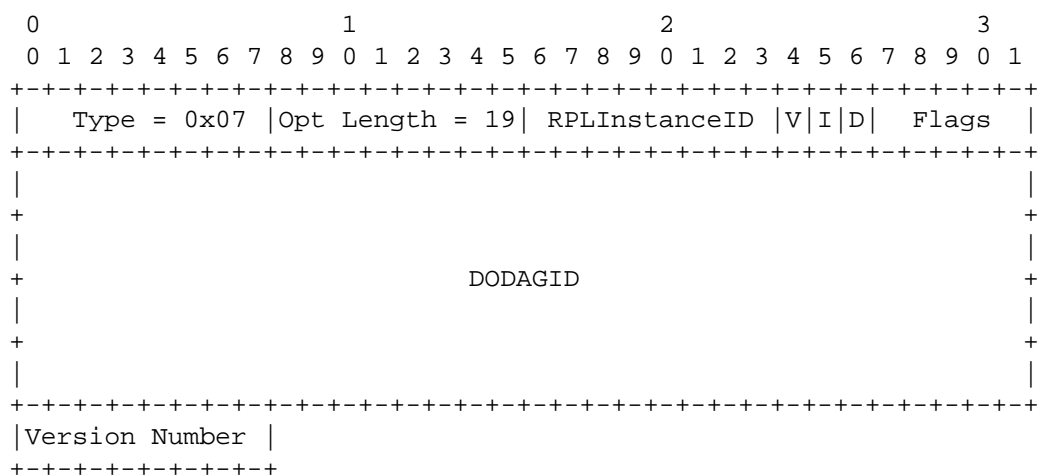 0                   1                   2                   3
 0 1 2 3 4 5 6 7 8 9 0 1 2 3 4 5 6 7 8 9 0 1 2 3 4 5 6 7 8 9 0 1
+-+-+-+-+-+-+-+-+-+-+-+-+-+-+-+-+-+-+-+-+-+-+-+-+-+-+-+-+-+-+-+-+
|   Type = 0x07 |Opt Length = 19| RPLInstanceID |V|I|D|  Flags  |
+-+-+-+-+-+-+-+-+-+-+-+-+-+-+-+-+-+-+-+-+-+-+-+-+-+-+-+-+-+-+-+-+
|                                                               |
+                                                               +
|                                                               |
+                            DODAGID                            +
|                                                               |
+                                                               +
|                                                               |
+-+-+-+-+-+-+-+-+-+-+-+-+-+-+-+-+-+-+-+-+-+-+-+-+-+-+-+-+-+-+-+-+
|Version Number |
+-+-+-+-+-+-+-+-+